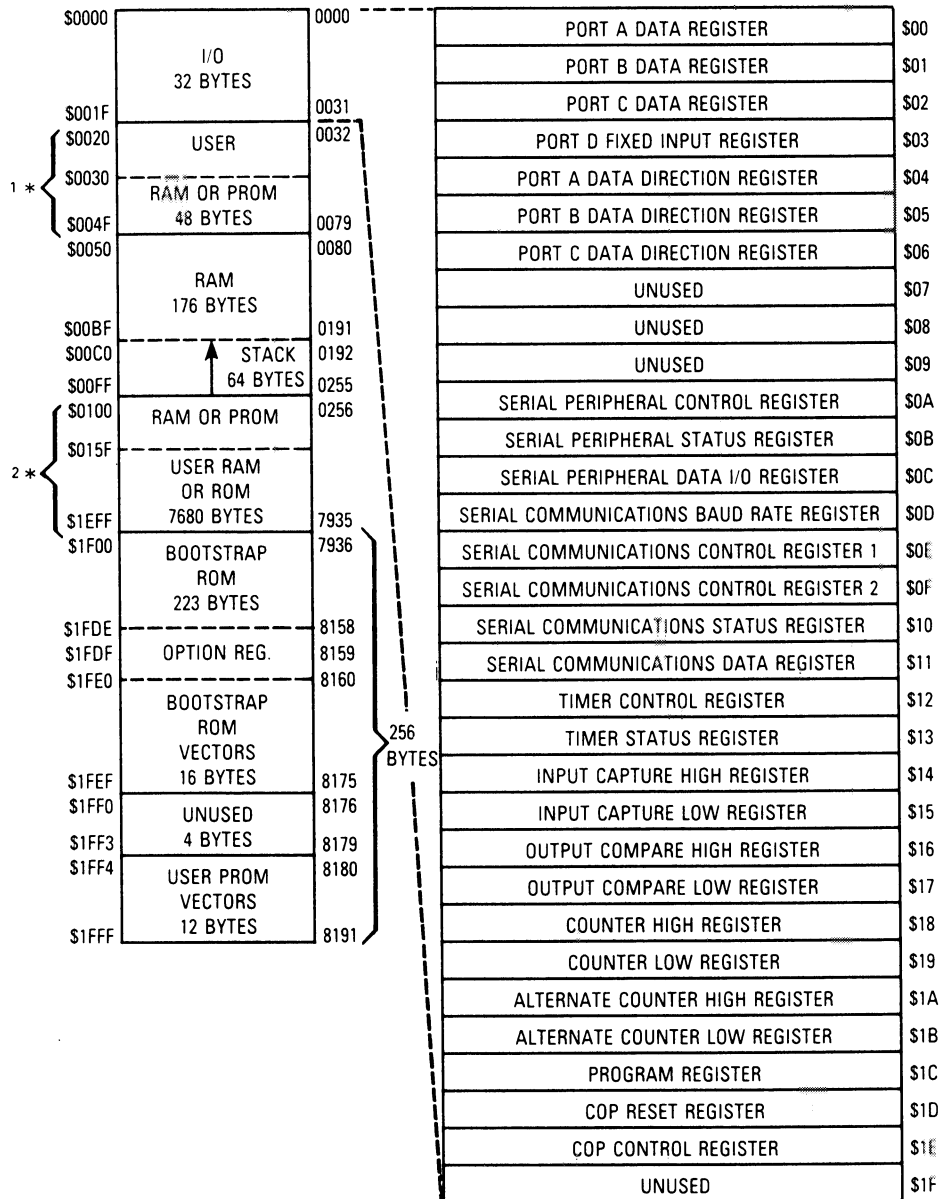 $0000
0000
I/O
32 BYTES
$001F
0031
$0020
USER
0032
1 *
$0030
RAM OR PROM
48 BYTES
$004F
0079
$0050
0080
RAM
176 BYTES
$00BF
0191
$00C0
STACK
0192
64 BYTES
$00FF
0255
$0100
RAM OR PROM
0256
$015F
2 *
USER RAM
OR ROM
7680 BYTES
$1EFF
7935
$1F00
BOOTSTRAP
7936
ROM
223 BYTES
$1FDE
8158
$1FDF
OPTION REG.
8159
$1FE0
8160
BOOTSTRAP
ROM
VECTORS
16 BYTES
$1FEF
8175
$1FF0
UNUSED
8176
4 BYTES
$1FF3
8179
$1FF4
USER PROM
8180
VECTORS
12 BYTES
$1FFF
8191
256
BYTES
PORT A DATA REGISTER $00
PORT B DATA REGISTER $01
PORT C DATA REGISTER $02
PORT D FIXED INPUT REGISTER $03
PORT A DATA DIRECTION REGISTER $04
PORT B DATA DIRECTION REGISTER $05
PORT C DATA DIRECTION REGISTER $06
UNUSED $07
UNUSED $08
UNUSED $09
SERIAL PERIPHERAL CONTROL REGISTER $0A
SERIAL PERIPHERAL STATUS REGISTER $0B
SERIAL PERIPHERAL DATA I/O REGISTER $0C
SERIAL COMMUNICATIONS BAUD RATE REGISTER $0D
SERIAL COMMUNICATIONS CONTROL REGISTER 1 $0E
SERIAL COMMUNICATIONS CONTROL REGISTER 2 $0F
SERIAL COMMUNICATIONS STATUS REGISTER $10
SERIAL COMMUNICATIONS DATA REGISTER $11
TIMER CONTROL REGISTER $12
TIMER STATUS REGISTER $13
INPUT CAPTURE HIGH REGISTER $14
INPUT CAPTURE LOW REGISTER $15
OUTPUT COMPARE HIGH REGISTER $16
OUTPUT COMPARE LOW REGISTER $17
COUNTER HIGH REGISTER $18
COUNTER LOW REGISTER $19
ALTERNATE COUNTER HIGH REGISTER $1A
ALTERNATE COUNTER LOW REGISTER $1B
PROGRAM REGISTER $1C
COP RESET REGISTER $1D
COP CONTROL REGISTER $1E
UNUSED $1F